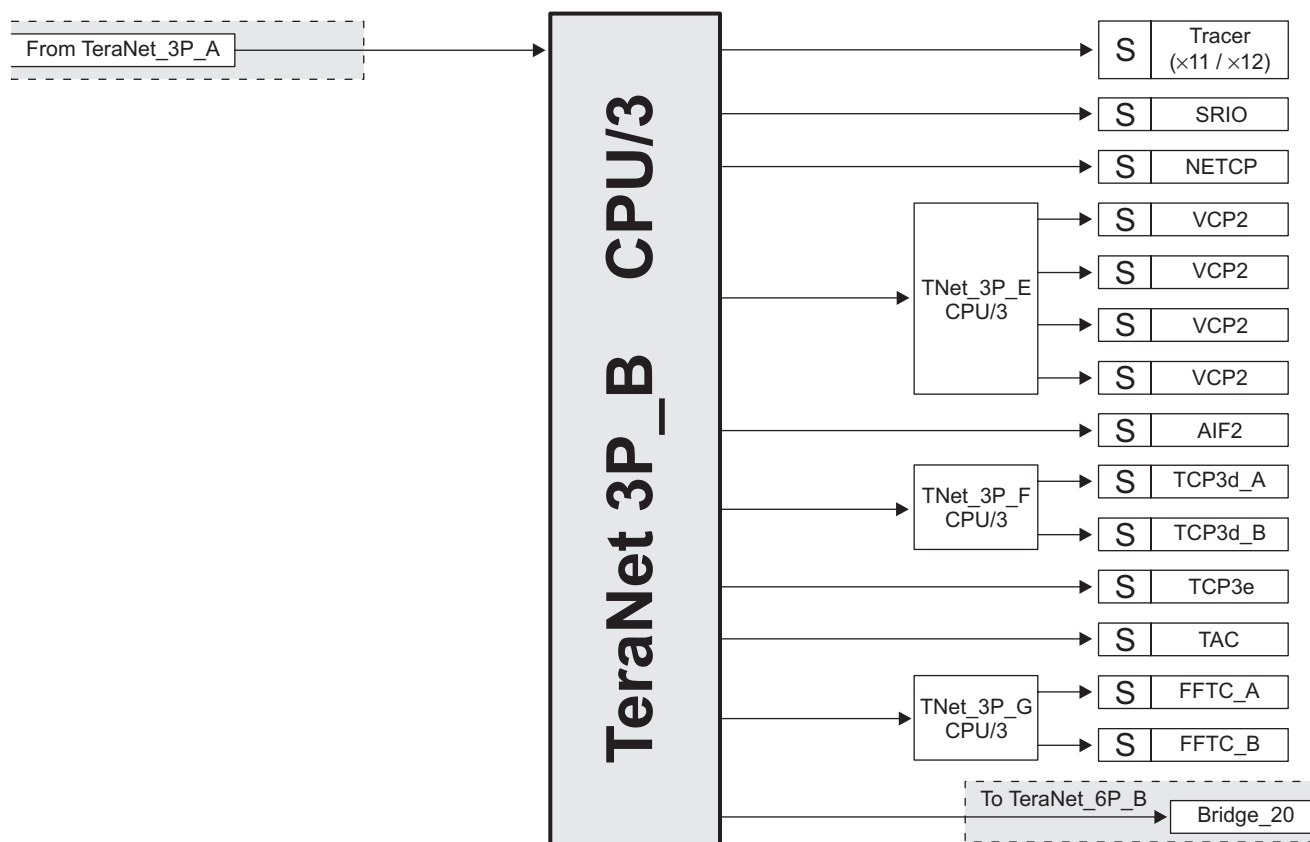 From TeraNet_3P_A
TeraNet 3P_B CPU/3
S
Tracer
(×11 / ×12)
S
SRIO
S
NETCP
TNet_3P_E
CPU/3
S
VCP2
S
VCP2
S
VCP2
S
VCP2
S
AIF2
TNet_3P_F
CPU/3
S
TCP3d_A
S
TCP3d_B
S
TCP3e
S
TAC
TNet_3P_G
CPU/3
S
FFTC_A
S
FFTC_B
To TeraNet_6P_B
Bridge_20